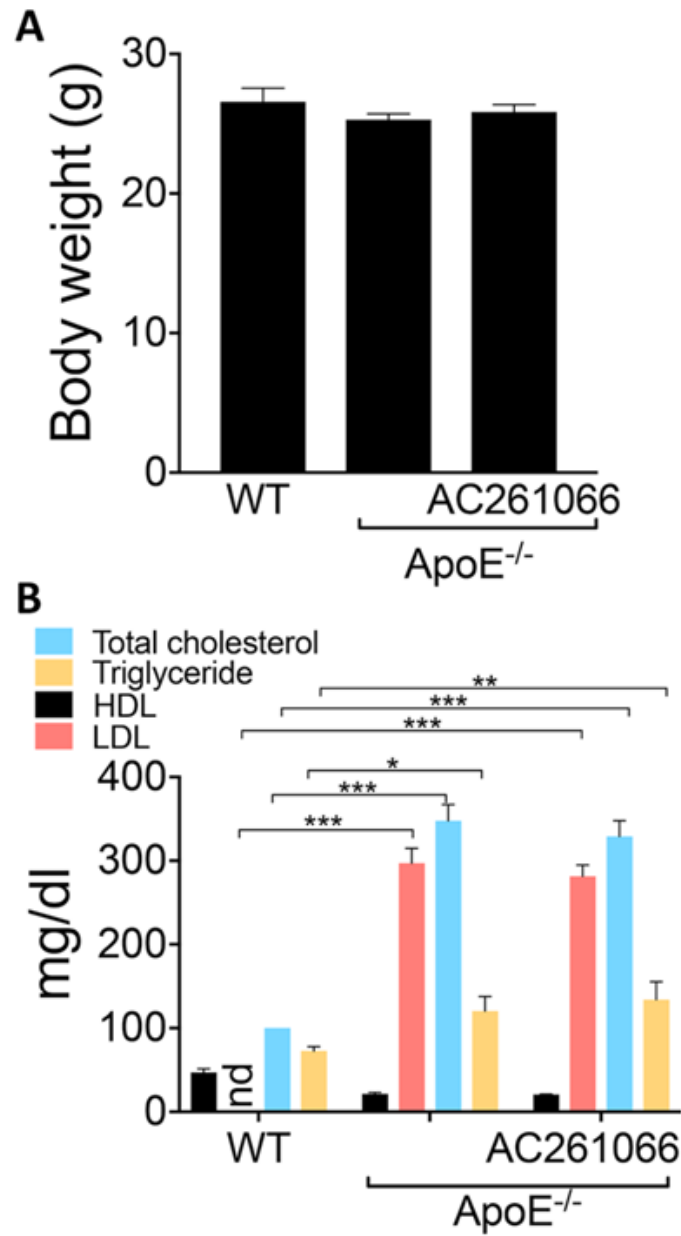 A
Body weight (g)
30
20
10
0
WT
AC261066
ApoE-/-
B
Total cholesterol
Triglyceride
HDL
LDL
**
***
***
*
***
***
mg/dl
400
300
200
100
0
nd
WT
AC261066
ApoE-/-